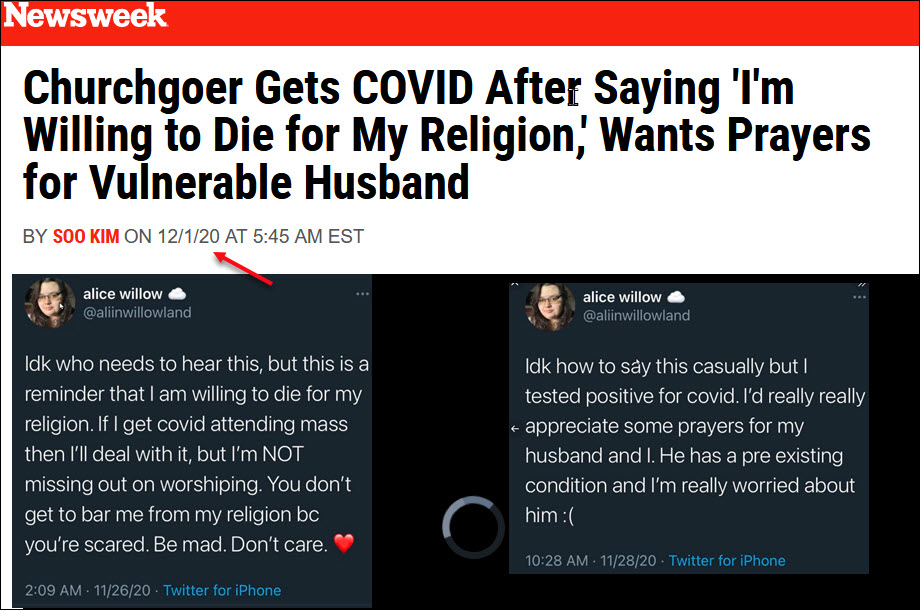 Newsweek
Churchgoer Gets COVID After Saying 'I'm
Willing to Die for My Religion,' Wants Prayers
for Vulnerable Husband
BY SOO KIM ON 12/1/20 AT 5:45 AM EST
alice willow
@aliinwillowland
Idk who needs to hear this, but this is a
reminder that I am willing to die for my
religion. If I get covid attending mass
then I'll deal with it, but I'm NOT
missing out on worshiping. You don't
get to bar me from my religion bc
you're scared. Be mad. Don't care. ❤️
2:09 AM · 11/26/20 · Twitter for iPhone
alice willow
@aliinwillowland
Idk how to say this casually but I
tested positive for covid. I'd really really
appreciate some prayers for my
husband and I. He has a pre existing
condition and I'm really worried about
him :(
10:28 AM · 11/28/20 · Twitter for iPhone